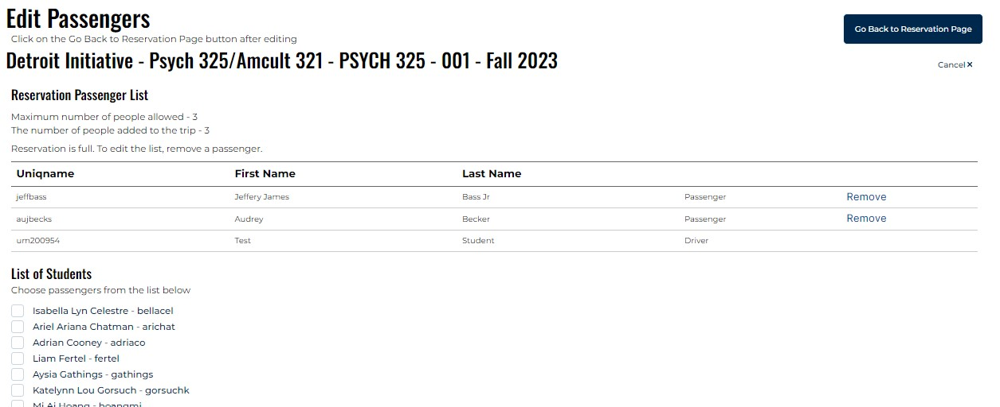 Edit Passengers
Click on the Go Back to Reservation Page button after editing
Go Back to Reservation Page
Detroit Initiative - Psych 325/Amcult 321 - PSYCH 325 - 001 - Fall 2023
Cancel ×
Reservation Passenger List
Maximum number of people allowed - 3
The number of people added to the trip - 3
Reservation is full. To edit the list, remove a passenger.
Uniqname First Name Last Name
jeffbass Jeffery James Bass Jr Passenger Remove
aujbecks Audrey Becker Passenger Remove
um200954 Test Student Driver
List of Students
Choose passengers from the list below
Isabella Lyn Celestre - bellacel
Ariel Ariana Chatman - arichat
Adrian Cooney - adriaco
Liam Fertel - fertel
Aysia Gathings - gathings
Katelynn Lou Gorsuch - gorsuchk
Mi Ai Hoang - hoangmi